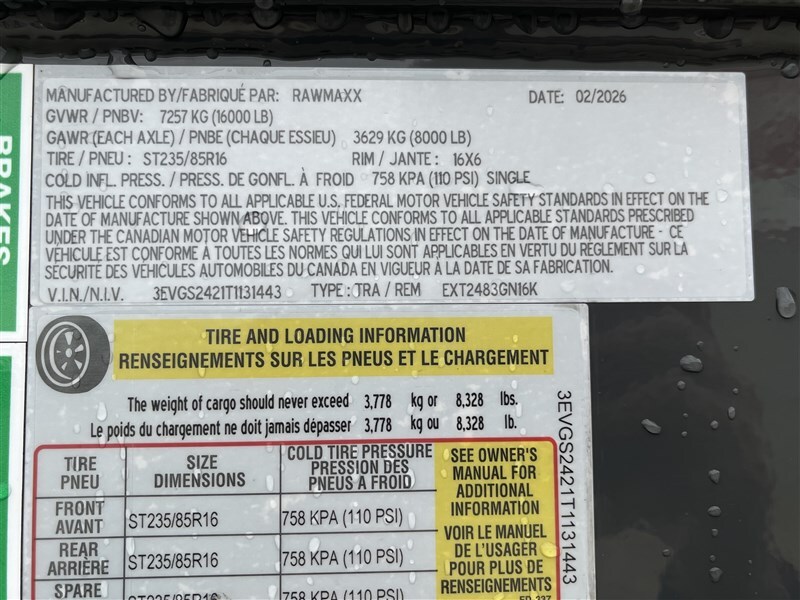 MANUFACTURED BY/FABRIQUÉ PAR: RAWMAXX DATE: 02/2026
GVWR / PNBV: 7257 KG (16000 LB)
GAWR (EACH AXLE) / PNBE (CHAQUE ESSIEU) 3629 KG (8000 LB)
TIRE / PNEU : ST235/85R16 RIM / JANTE : 16X6
COLD INFL. PRESS. / PRESS. DE GONFL. À FROID 758 KPA (110 PSI) SINGLE
THIS VEHICLE CONFORMS TO ALL APPLICABLE U.S. FEDERAL MOTOR VEHICLE SAFETY STANDARDS IN EFFECT ON THE
DATE OF MANUFACTURE SHOWN ABOVE. THIS VEHICLE CONFORMS TO ALL APPLICABLE STANDARDS PRESCRIBED
UNDER THE CANADIAN MOTOR VEHICLE SAFETY REGULATIONS IN EFFECT ON THE DATE OF MANUFACTURE - CE
VÉHICULE EST CONFORME À TOUTES LES NORMES QUI LUI SONT APPLICABLES EN VERTU DU RÈGLEMENT SUR LA
SÉCURITÉ DES VÉHICULES AUTOMOBILES DU CANADA EN VIGUEUR À LA DATE DE SA FABRICATION.
V.I.N./N.I.V. 3EVGS2421T1131443 TYPE: TRA / REM EXT2483GN16K
BRAKES
TIRE AND LOADING INFORMATION
RENSEIGNEMENTS SUR LES PNEUS ET LE CHARGEMENT
The weight of cargo should never exceed 3,778 kg or 8,328 lbs.
Le poids du chargement ne doit jamais dépasser 3,778 kg ou 8,328 lb.
TIRE
PNEU
SIZE
DIMENSIONS
COLD TIRE PRESSURE
PRESSION DES
PNEUS A FROID
FRONT
AVANT
ST235/85R16
758 KPA (110 PSI)
REAR
ARRIÈRE
ST235/85R16
758 KPA (110 PSI)
SPARE
ST235/85R16
758 KPA (110 PSI)
SEE OWNER'S
MANUAL FOR
ADDITIONAL
INFORMATION
VOIR LE MANUEL
DE L'USAGER
POUR PLUS DE
RENSEIGNEMENTS
ED-337
3EVGS2421T1131443